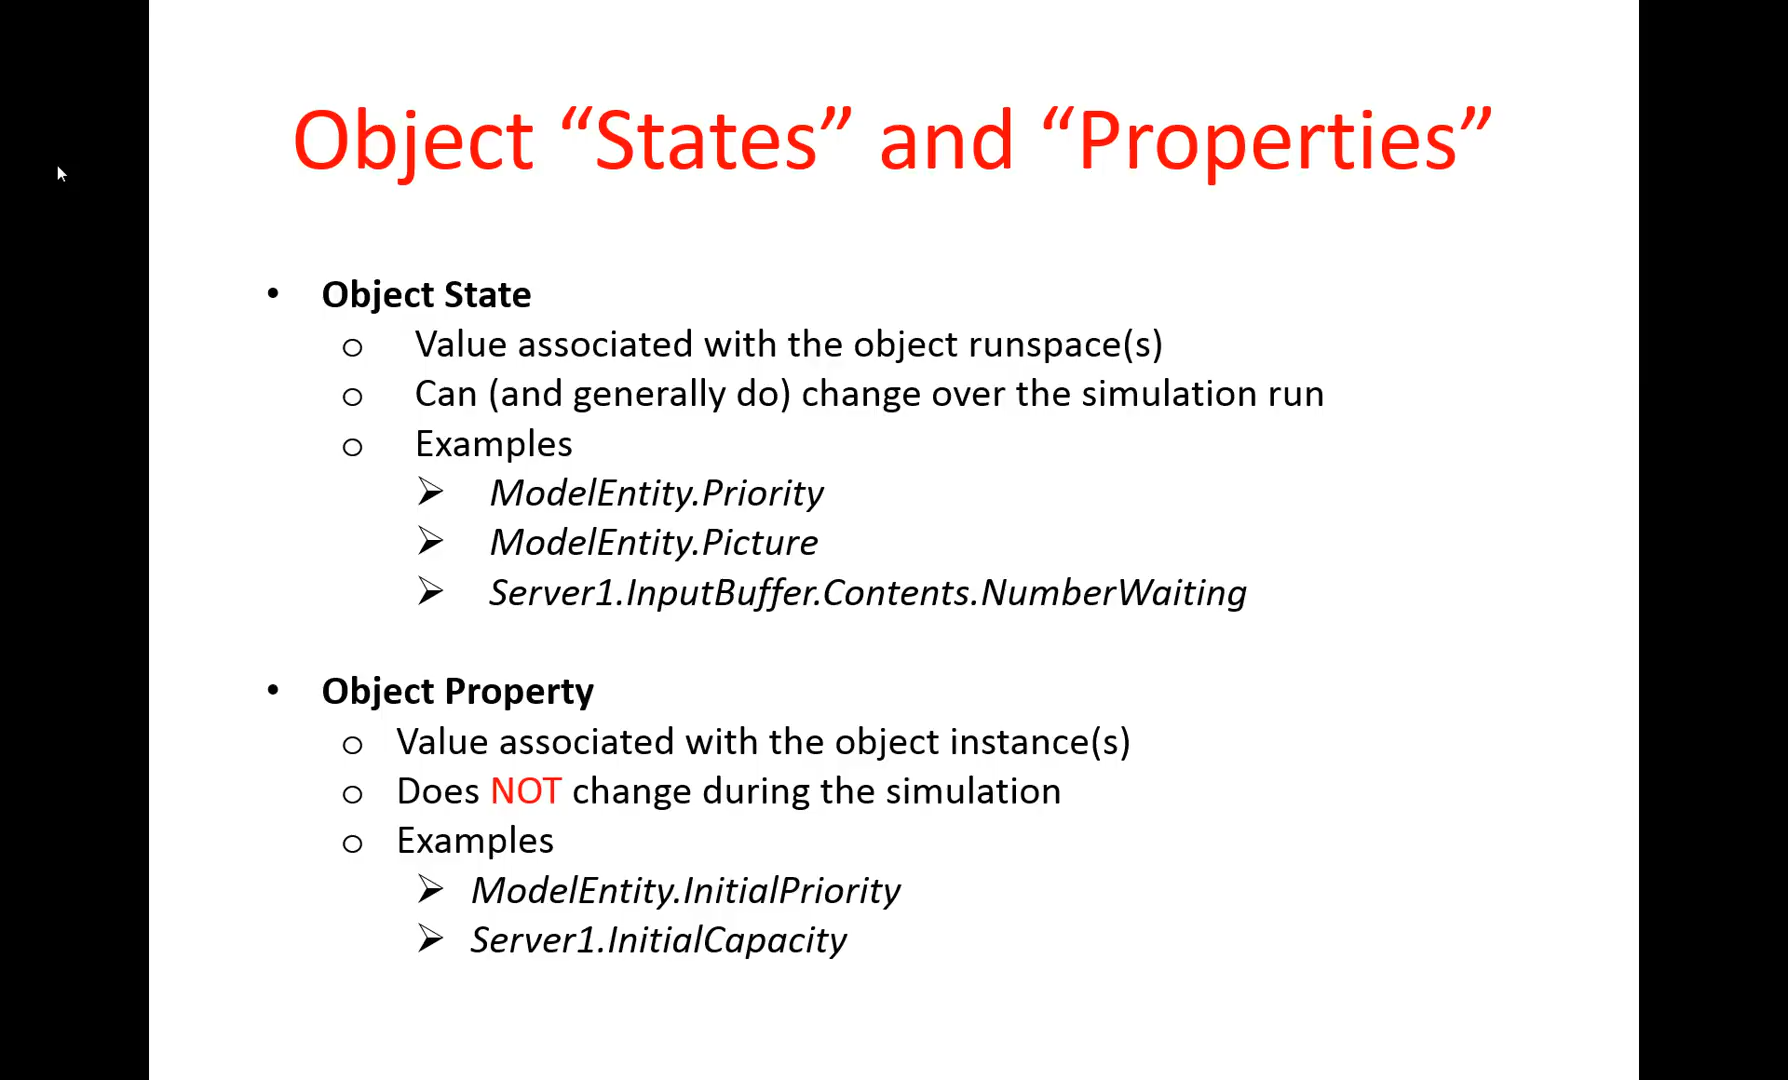 Object “States” and “Properties”
• Object State
o Value associated with the object runspace(s)
o Can (and generally do) change over the simulation run
o Examples
➢ ModelEntity.Priority
➢ ModelEntity.Picture
➢ Server1.InputBuffer.Contents.NumberWaiting
• Object Property
o Value associated with the object instance(s)
o Does NOT change during the simulation
o Examples
➢ ModelEntity.InitialPriority
➢ Server1.InitialCapacity